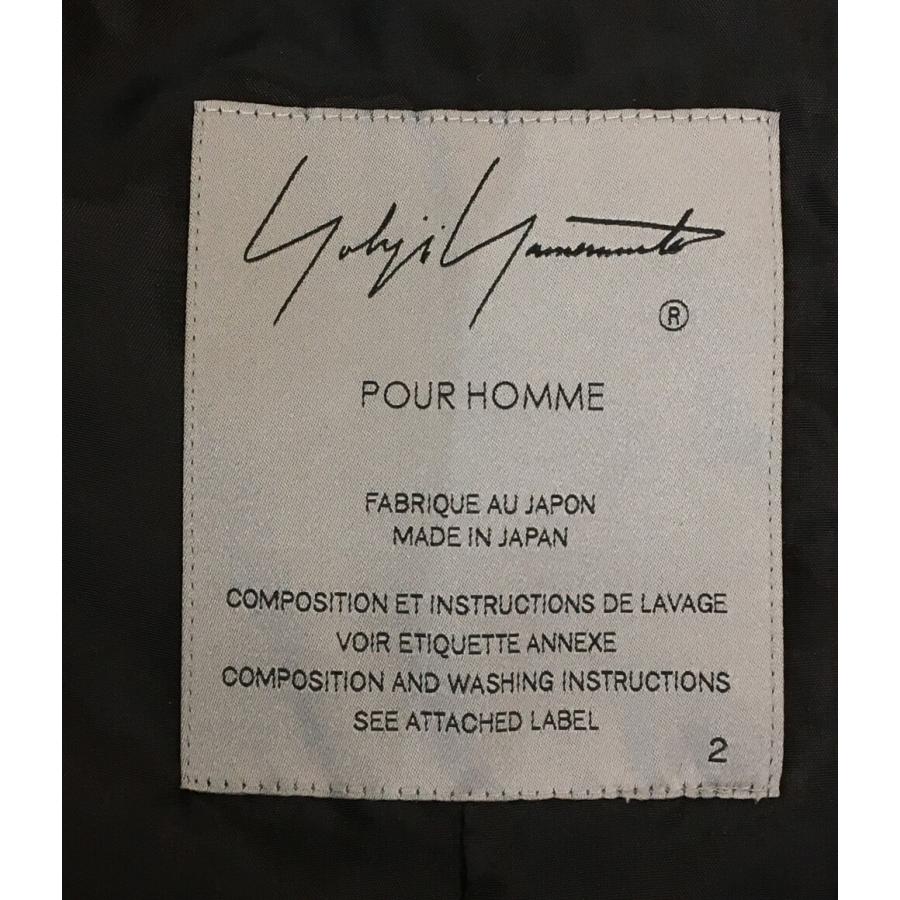 Yohji Yamamoto
®
POUR HOMME
FABRIQUE AU JAPON
MADE IN JAPAN
COMPOSITION ET INSTRUCTIONS DE LAVAGE
VOIR ETIQUETTE ANNEXE
COMPOSITION AND WASHING INSTRUCTIONS
SEE ATTACHED LABEL
2